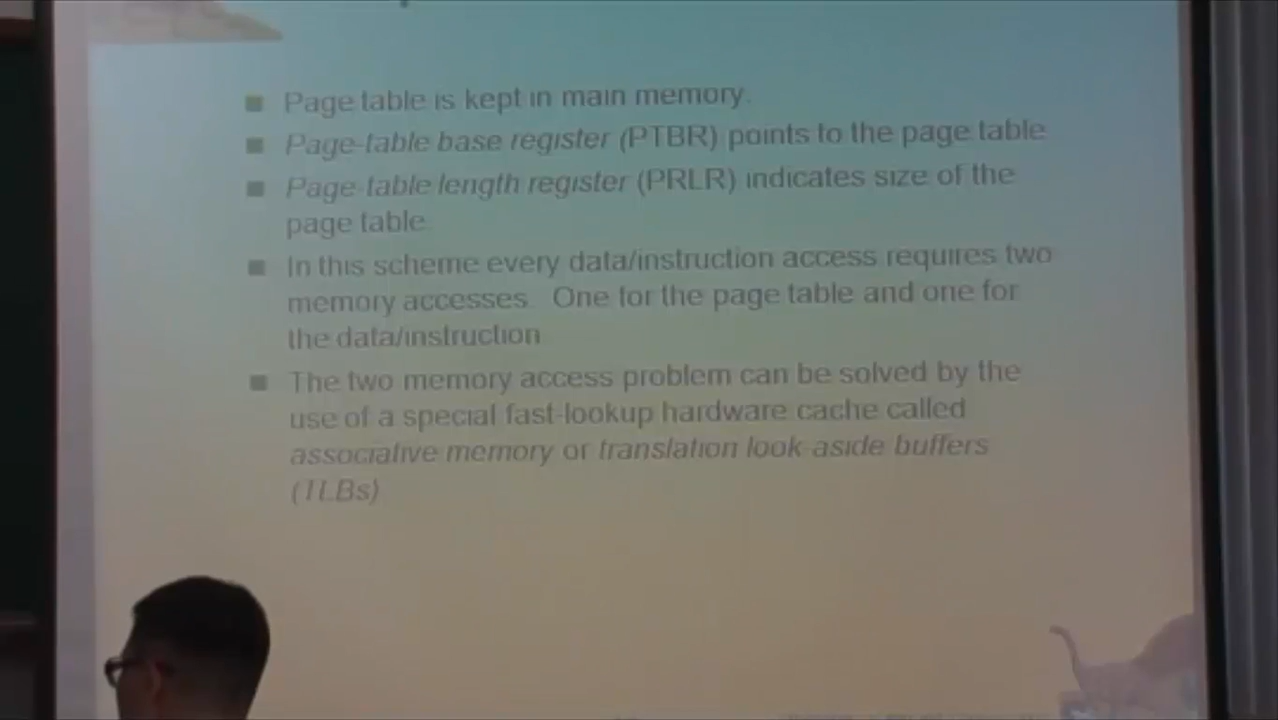 Page table is kept in main memory.
Page-table base register (PTBR) points to the page table
Page-table length register (PRLR) indicates size of the
page table
In this scheme every data/instruction access requires two
memory accesses. One for the page table and one for
the data/instruction
The two memory access problem can be solved by the
use of a special fast-lookup hardware cache called
associative memory or translation look-aside buffers
(TLBs)